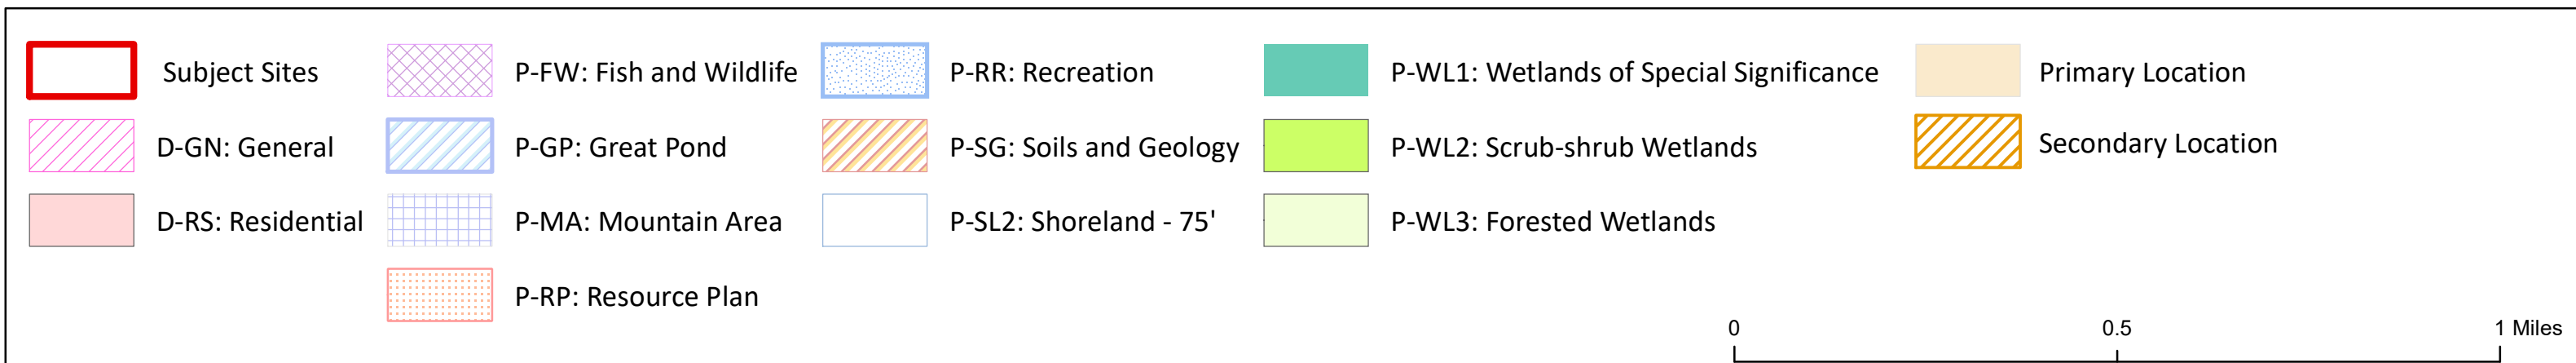 Subject Sites
D-GN: General
D-RS: Residential
P-FW: Fish and Wildlife
P-GP: Great Pond
P-MA: Mountain Area
P-RP: Resource Plan
P-RR: Recreation
P-SG: Soils and Geology
P-SL2: Shoreland - 75'
P-WL1: Wetlands of Special Significance
P-WL2: Scrub-shrub Wetlands
P-WL3: Forested Wetlands
Primary Location
Secondary Location
0 0.5 1 Miles